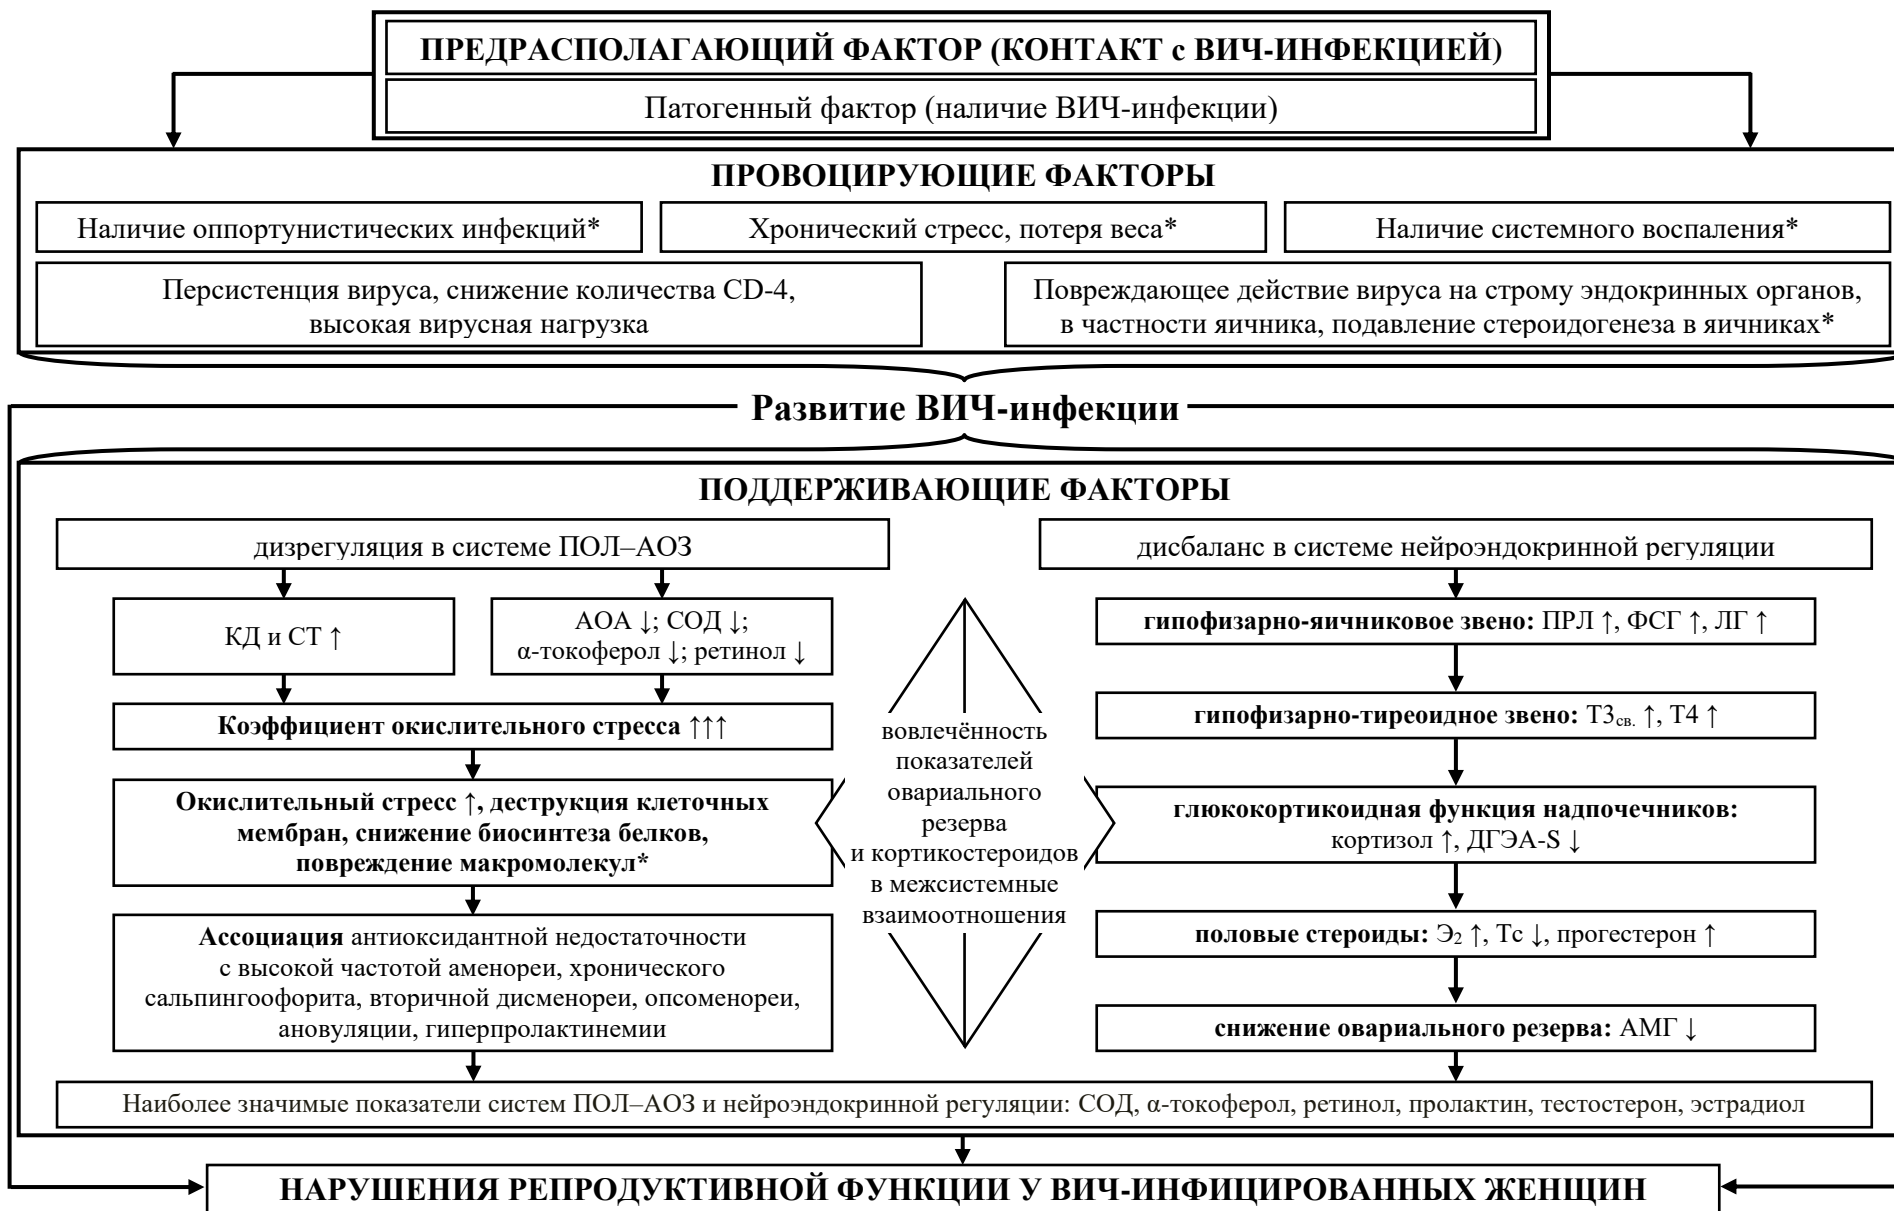 ПРЕДРАСПОЛАГАЮЩИЙ ФАКТОР (КОНТАКТ с ВИЧ-ИНФЕКЦИЕЙ)
Патогенный фактор (наличие ВИЧ-инфекции)
ПРОВОЦИРУЮЩИЕ ФАКТОРЫ
Наличие оппортунистических инфекций*
Хронический стресс, потеря веса*
Наличие системного воспаления*
Персистенция вируса, снижение количества CD-4,
высокая вирусная нагрузка
Повреждающее действие вируса на строму эндокринных органов,
в частности яичника, подавление стероидогенеза в яичниках*
Развитие ВИЧ-инфекции
ПОДДЕРЖИВАЮЩИЕ ФАКТОРЫ
дизрегуляция в системе ПОЛ–АОЗ
КД и СТ ↑
АОА ↓; СОД ↓;
α-токоферол ↓; ретинол ↓
Коэффициент окислительного стресса ↑↑↑
Окислительный стресс ↑, деструкция клеточных
мембран, снижение биосинтеза белков,
повреждение макромолекул*
Ассоциация антиоксидантной недостаточности
с высокой частотой аменореи, хронического
сальпингоофорита, вторичной дисменореи, опсоменореи,
ановуляции, гиперпролактинемии
вовлечённость
показателей
овариального
резерва
и кортикостероидов
в межсистемные
взаимоотношения
дисбаланс в системе нейроэндокринной регуляции
гипофизарно-яичниковое звено: ПРЛ ↑, ФСГ ↑, ЛГ ↑
гипофизарно-тиреоидное звено: Т3св. ↑, Т4 ↑
глюкокортикоидная функция надпочечников:
кортизол ↑, ДГЭА-S ↓
половые стероиды: Э₂ ↑, Тс ↓, прогестерон ↑
снижение овариального резерва: АМГ ↓
Наиболее значимые показатели систем ПОЛ–АОЗ и нейроэндокринной регуляции: СОД, α-токоферол, ретинол, пролактин, тестостерон, эстрадиол
НАРУШЕНИЯ РЕПРОДУКТИВНОЙ ФУНКЦИИ У ВИЧ-ИНФИЦИРОВАННЫХ ЖЕНЩИН